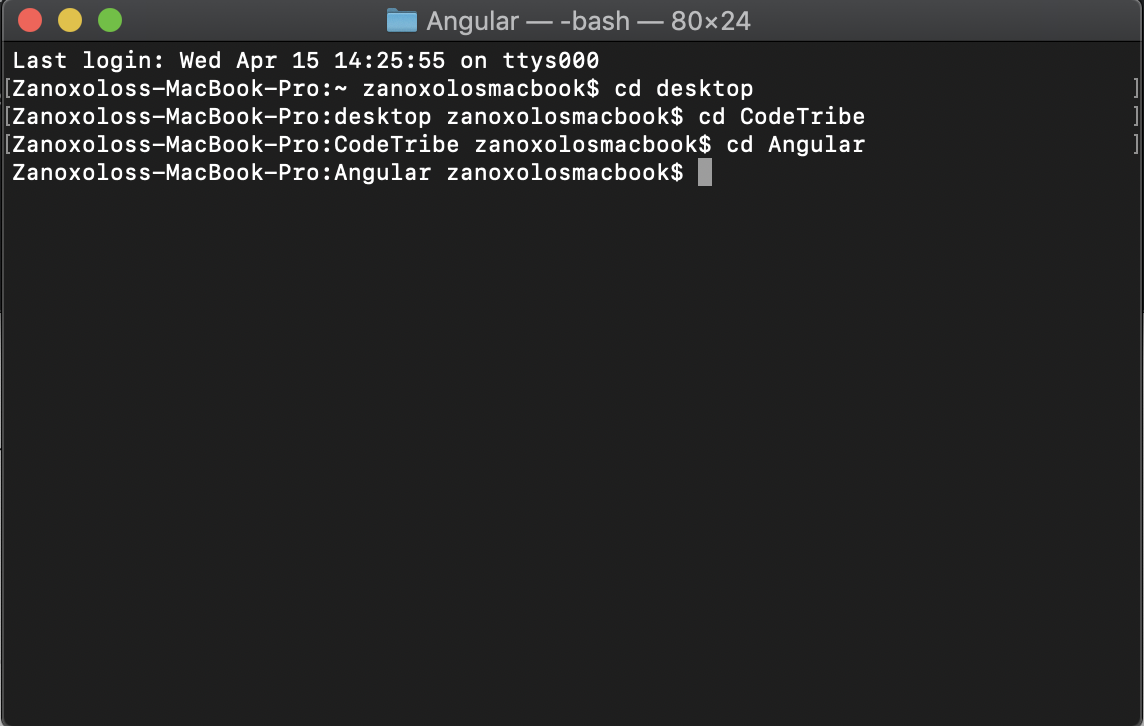 Angular — -bash — 80×24
Last login: Wed Apr 15 14:25:55 on ttys000
[Zanoxoloss-MacBook-Pro:~ zanoxolosmacbook$ cd desktop ]
[Zanoxoloss-MacBook-Pro:desktop zanoxolosmacbook$ cd CodeTribe ]
[Zanoxoloss-MacBook-Pro:CodeTribe zanoxolosmacbook$ cd Angular ]
Zanoxoloss-MacBook-Pro:Angular zanoxolosmacbook$